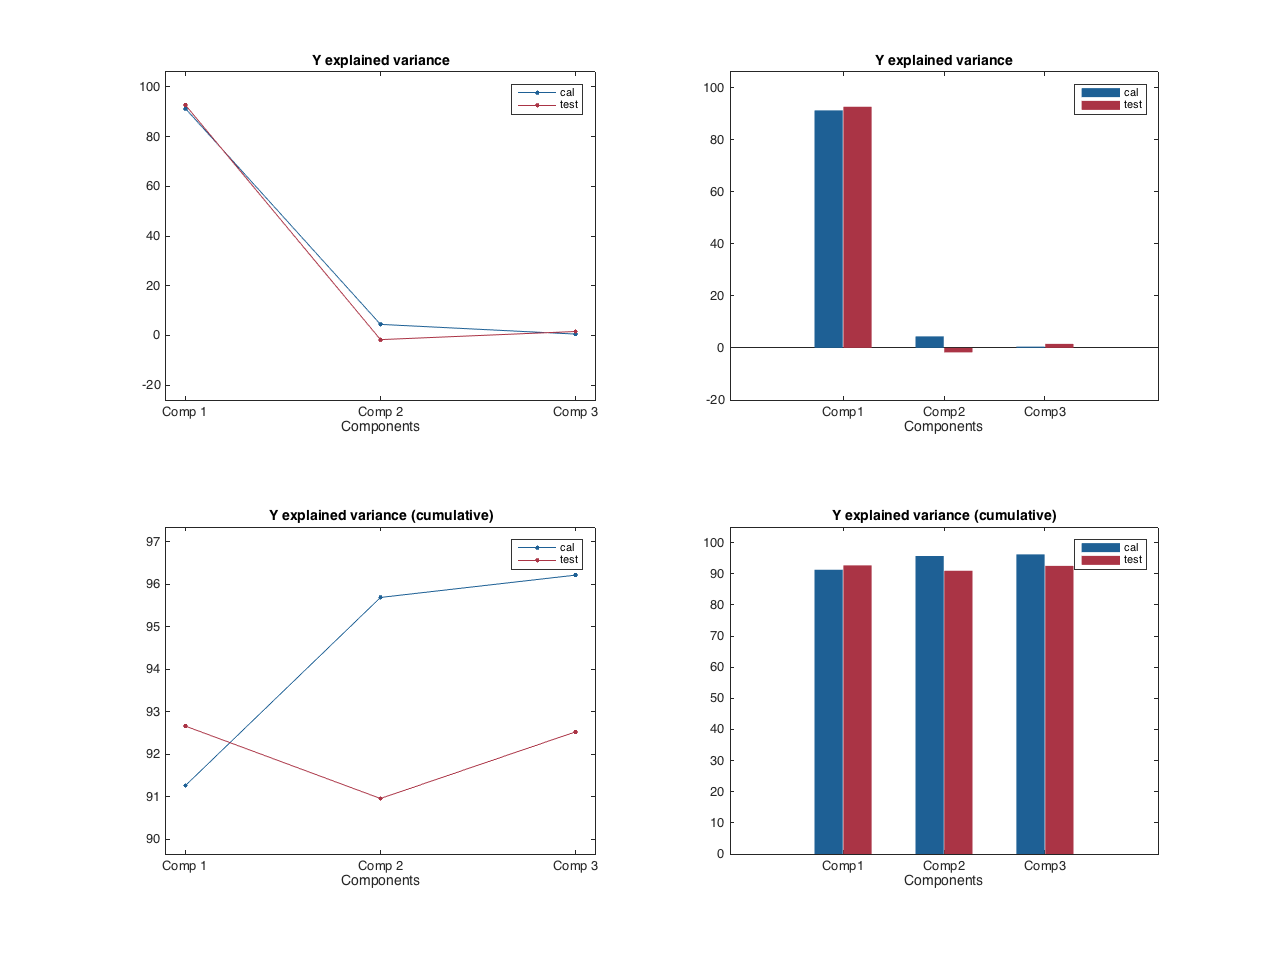 Y explained variance
100
80
60
40
20
0
-20
Comp 1
Comp 2
Comp 3
Components
cal
test
Y explained variance
100
80
60
40
20
0
-20
Comp1
Comp2
Comp3
Components
cal
test
Y explained variance (cumulative)
97
96
95
94
93
92
91
90
Comp 1
Comp 2
Comp 3
Components
cal
test
Y explained variance (cumulative)
100
90
80
70
60
50
40
30
20
10
0
Comp1
Comp2
Comp3
Components
cal
test